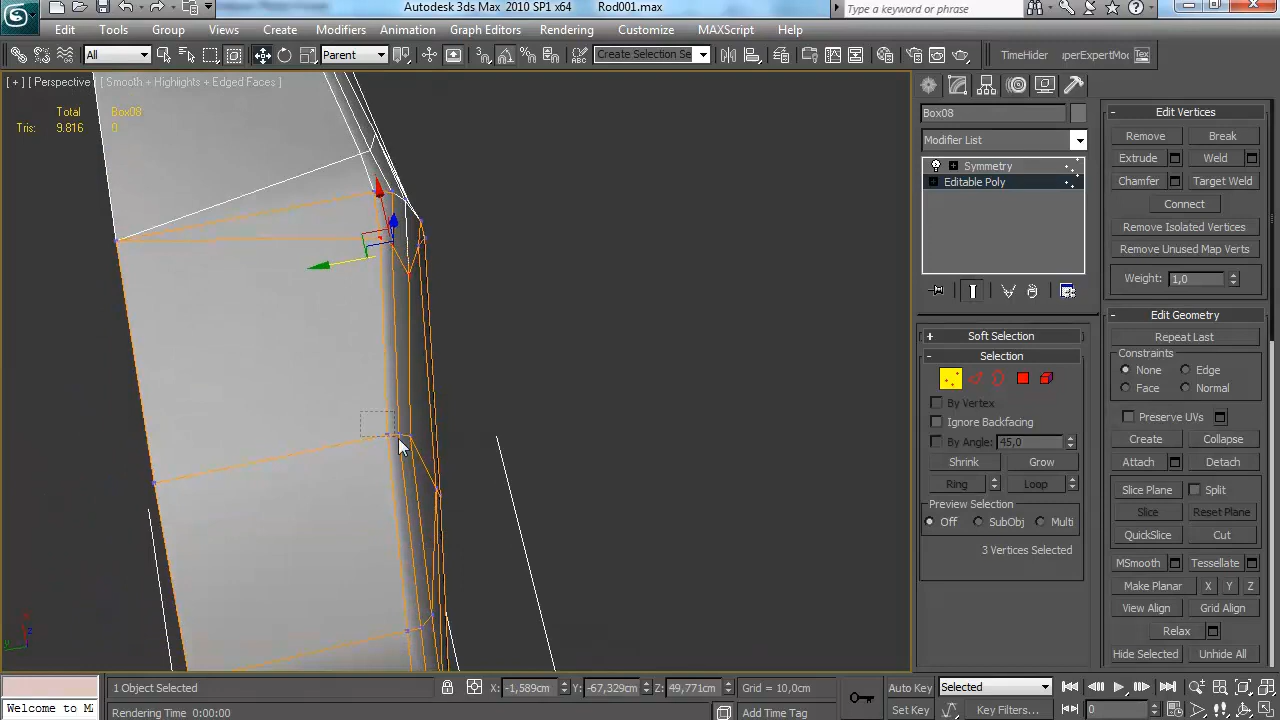 Autodesk 3ds Max 2010 SP1 x64 Rod001.max
Type a keyword or phrase
Edit Tools Group Views Create Modifiers Animation Graph Editors Rendering Customize MAXScript Help
All
Parent
Create Selection Se
TimeHider
[ + ] [ Perspective ] [ Smooth + Highlights + Edged Faces ]
Total Box08
Tris: 9.816 0
Box08
Modifier List
Symmetry
Editable Poly
Soft Selection
Selection
By Vertex
Ignore Backfacing
By Angle: 45,0
Shrink Grow
Ring Loop
Preview Selection
Off SubObj Multi
3 Vertices Selected
Edit Vertices
Remove Break
Extrude Weld
Chamfer Target Weld
Connect
Remove Isolated Vertices
Remove Unused Map Verts
Weight: 1,0
Edit Geometry
Repeat Last
Constraints
None Edge
Face Normal
Preserve UVs
Create Collapse
Attach Detach
Slice Plane Split
Slice Reset Plane
QuickSlice Cut
MSmooth Tessellate
Make Planar X Y Z
View Align Grid Align
Relax
Hide Selected Unhide All
1 Object Selected X: -1,589cm Y: -67,329cm Z: 49,771cm Grid = 10,0cm Auto Key Selected
Welcome to M Rendering Time 0:00:00 Add Time Tag Set Key Key Filters... 0